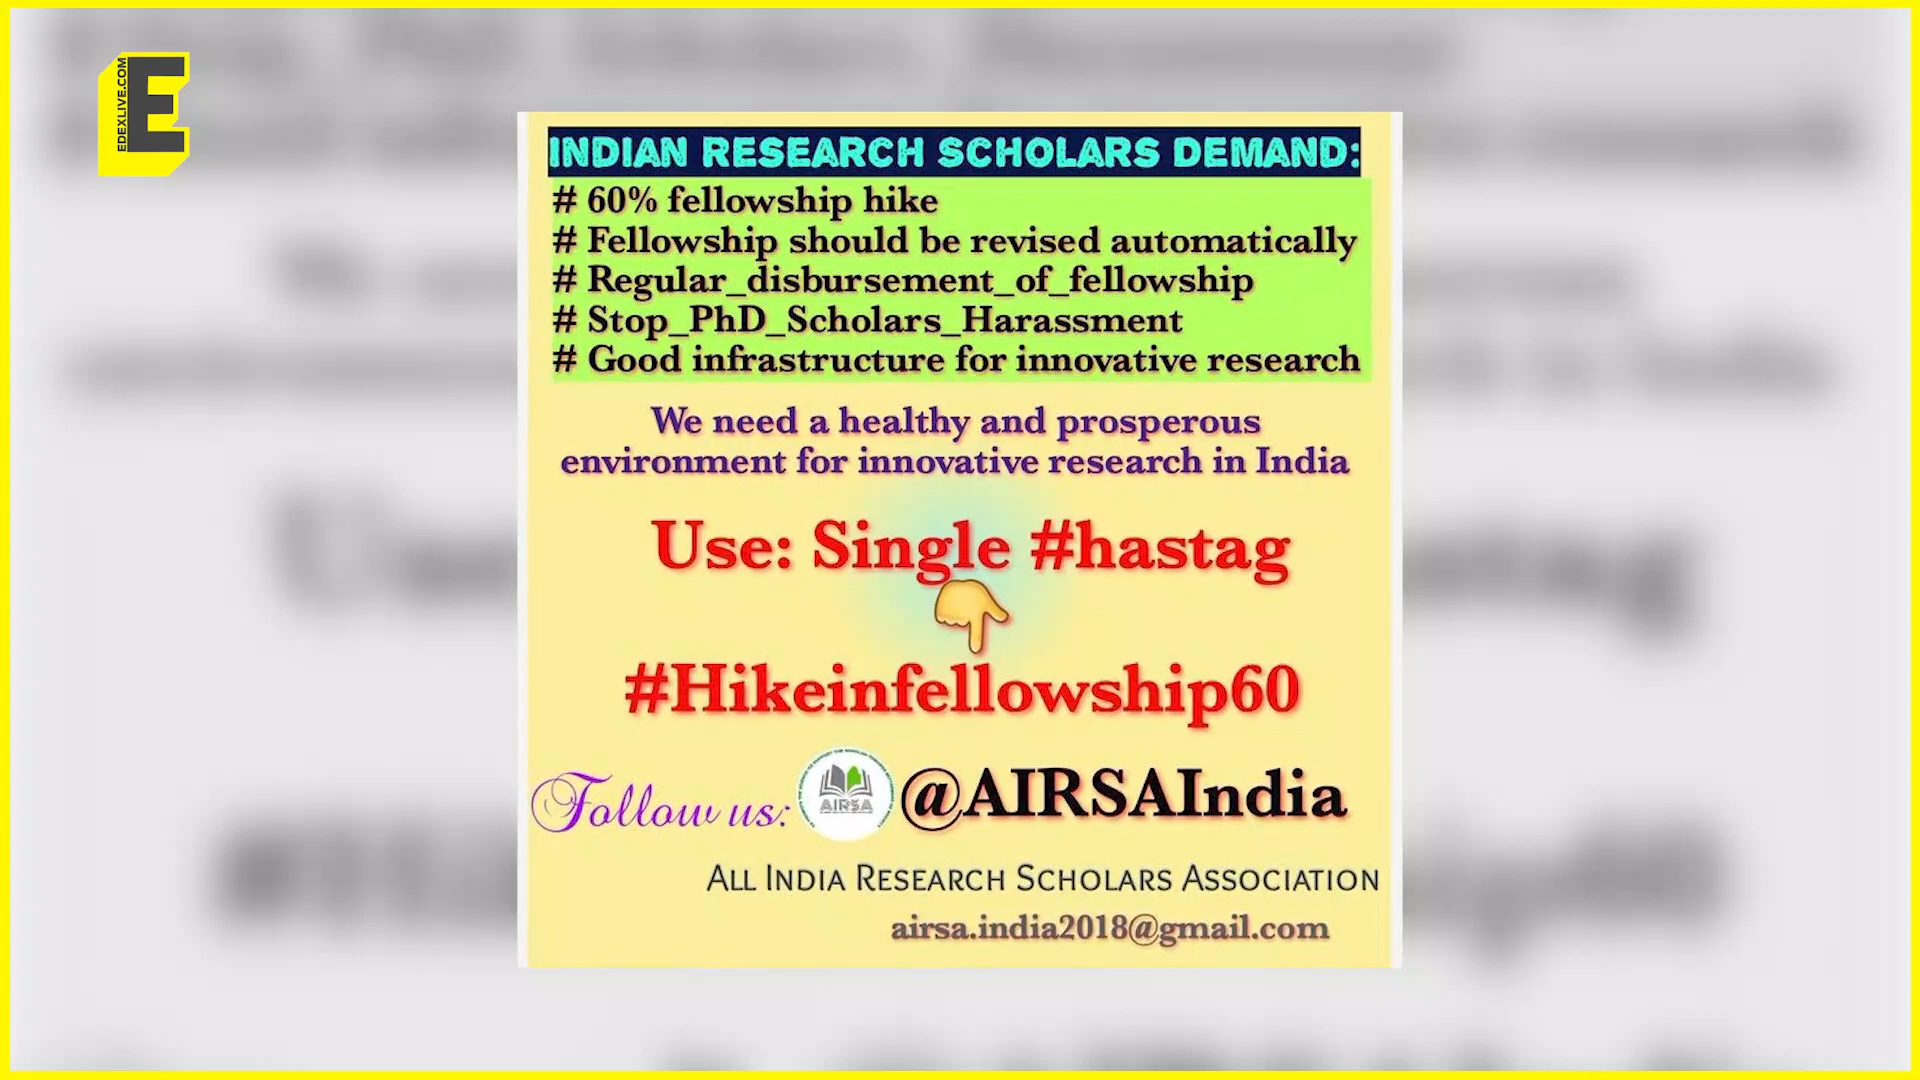 EDEXLIVE.COM
E
INDIAN RESEARCH SCHOLARS DEMAND:
# 60% fellowship hike
# Fellowship should be revised automatically
# Regular_disbursement_of_fellowship
# Stop_PhD_Scholars_Harassment
# Good infrastructure for innovative research
We need a healthy and prosperous
environment for innovative research in India
Use: Single #hastag
#Hikeinfellowship60
Follow us: AIRSA @AIRSAIndia
ALL INDIA RESEARCH SCHOLARS ASSOCIATION
airsa.india2018@gmail.com